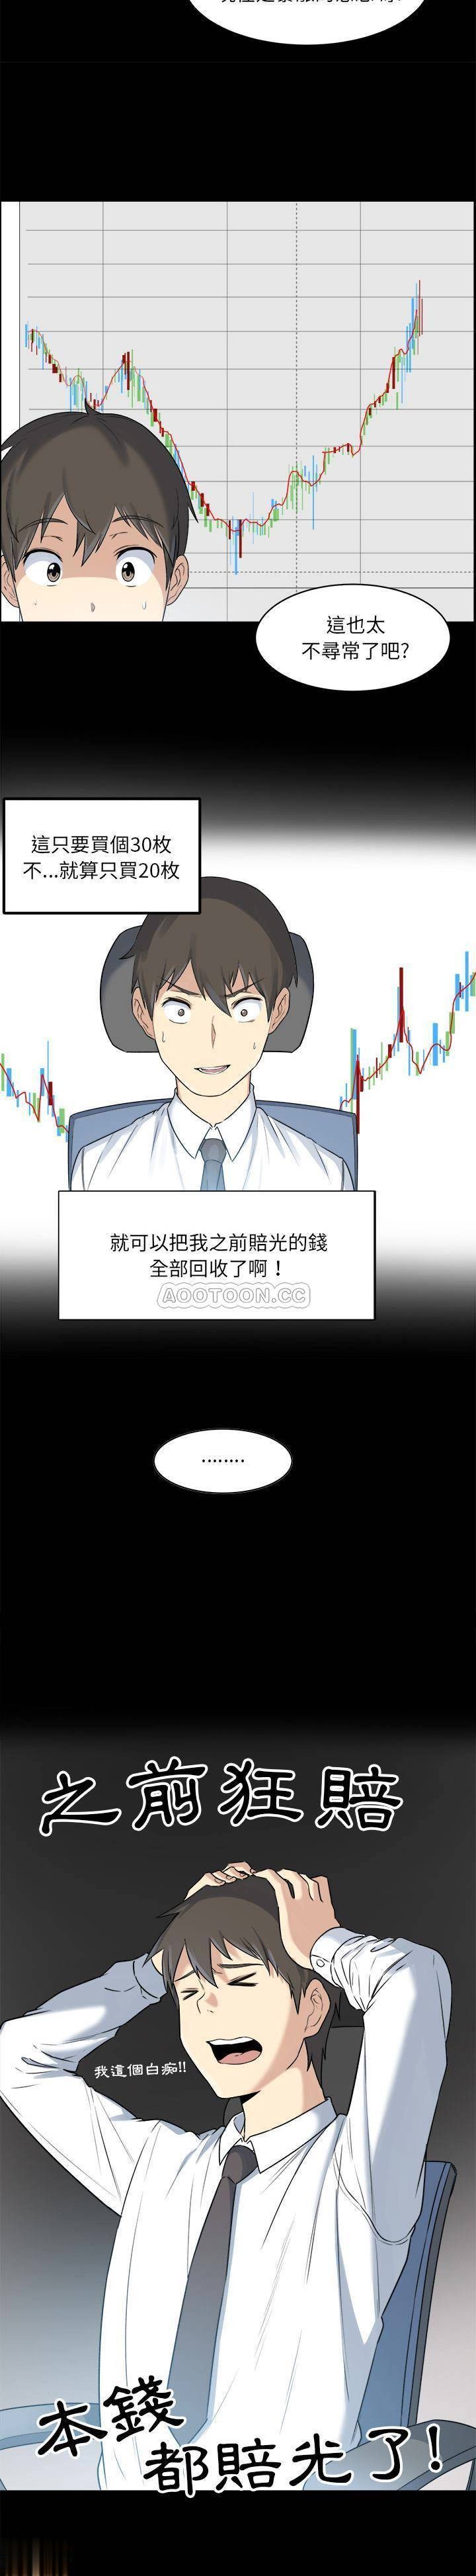 這也太
不尋常了吧?
這只要買個30枚
不...就算只買20枚
就可以把我之前賠光的錢
全部回收了啊!
AOOTOON.CC
........
之前狂賠
我這個白痴!!
本錢
都賠光了!